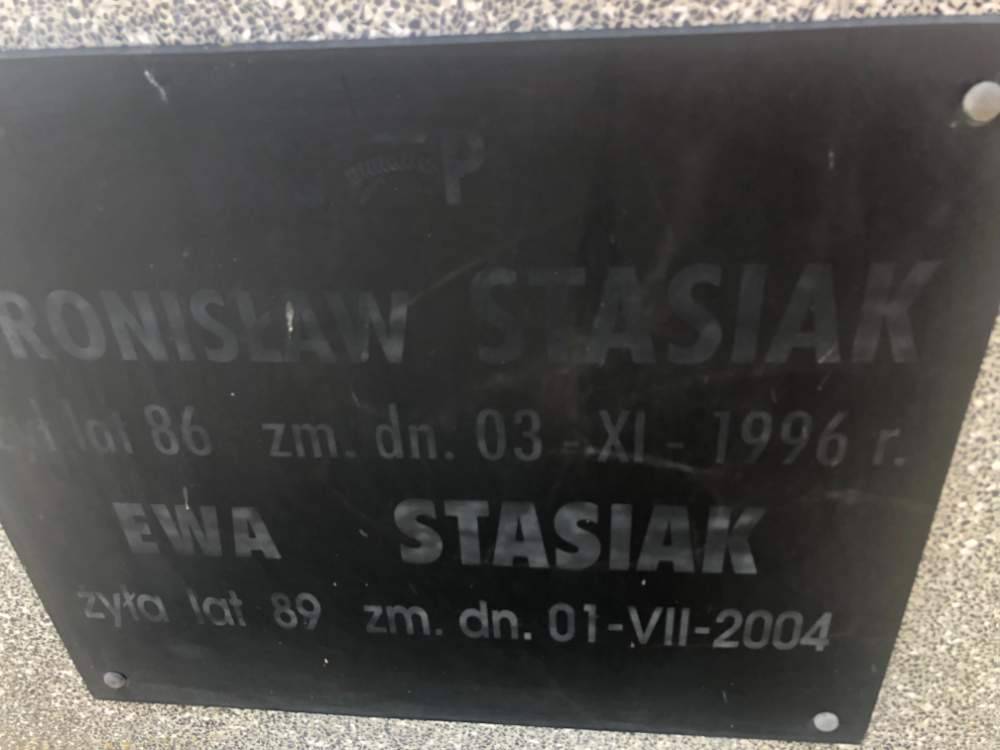 P
RONISŁAW STASIAK
żył lat 86 zm. dn. 03-XI-1996 r.
EWA STASIAK
żyła lat 89 zm. dn. 01-VII-2004